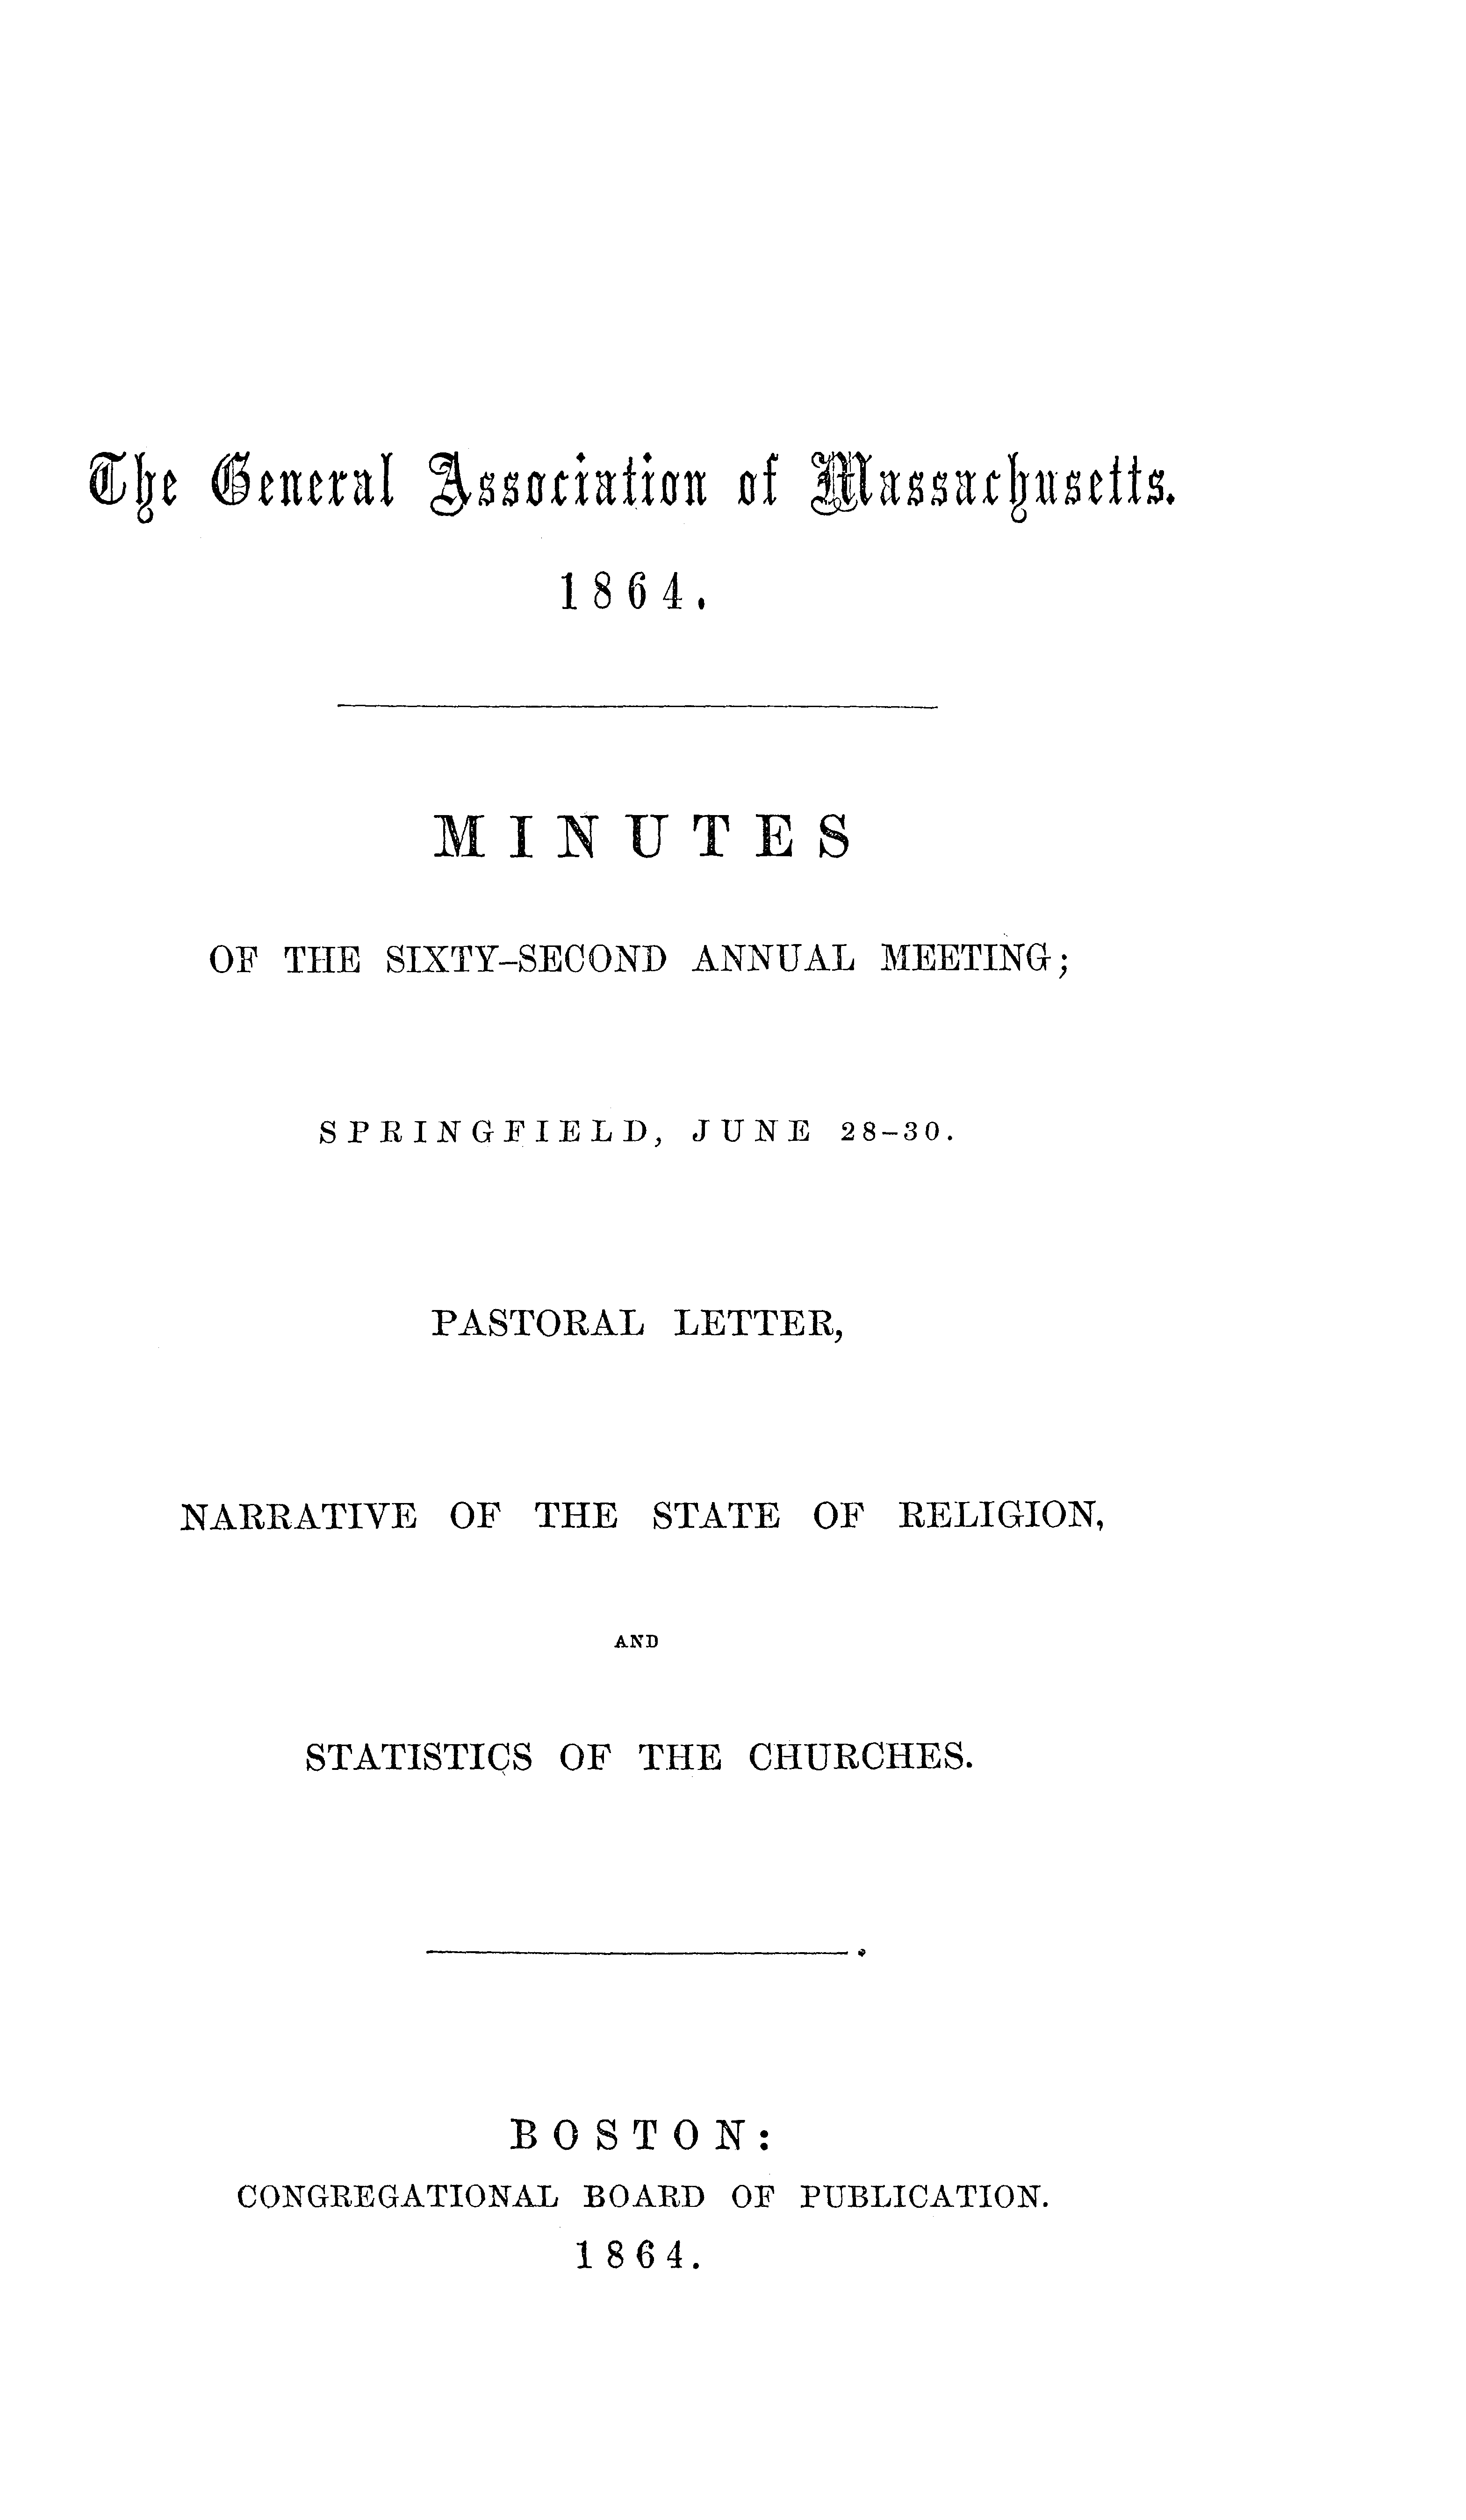 The General Association of Massachusetts.
1864.
MINUTES
OF THE SIXTY-SECOND ANNUAL MEETING;
SPRINGFIELD, JUNE 28-30.
PASTORAL LETTER,
NARRATIVE OF THE STATE OF RELIGION,
AND
STATISTICS OF THE CHURCHES.
BOSTON:
CONGREGATIONAL BOARD OF PUBLICATION.
1864.